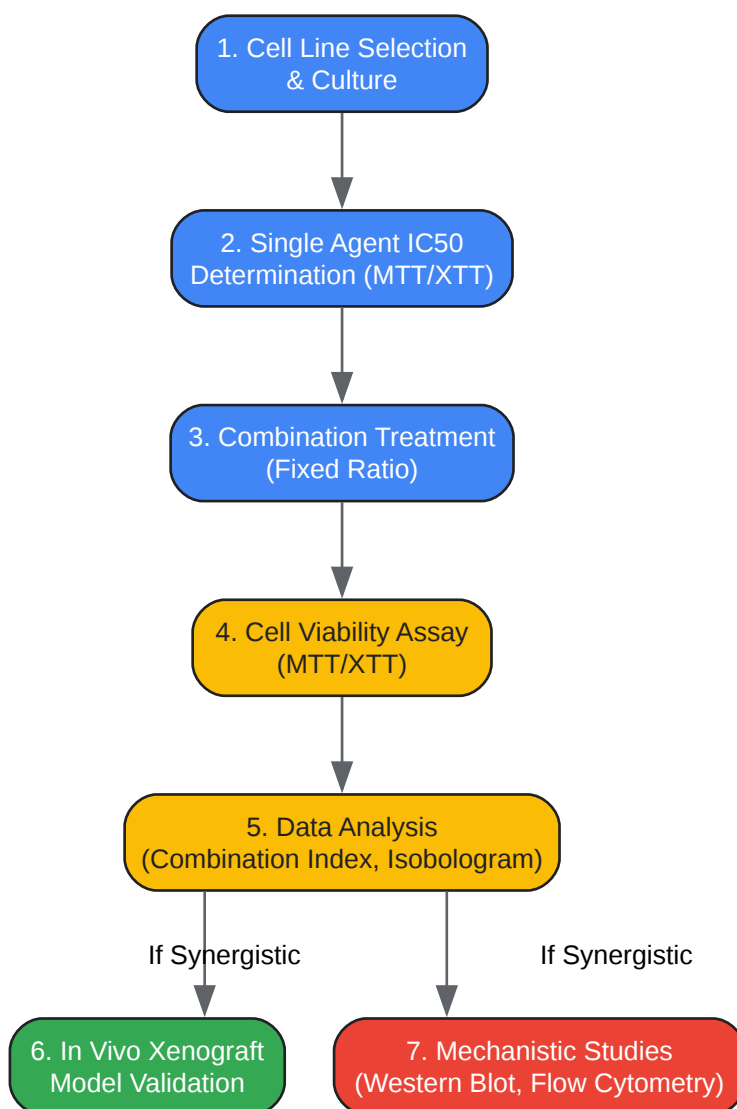 1. Cell Line Selection
& Culture
2. Single Agent IC50
Determination (MTT/XTT)
3. Combination Treatment
(Fixed Ratio)
4. Cell Viability Assay
(MTT/XTT)
5. Data Analysis
(Combination Index, Isobologram)
If Synergistic
If Synergistic
6. In Vivo Xenograft
Model Validation
7. Mechanistic Studies
(Western Blot, Flow Cytometry)